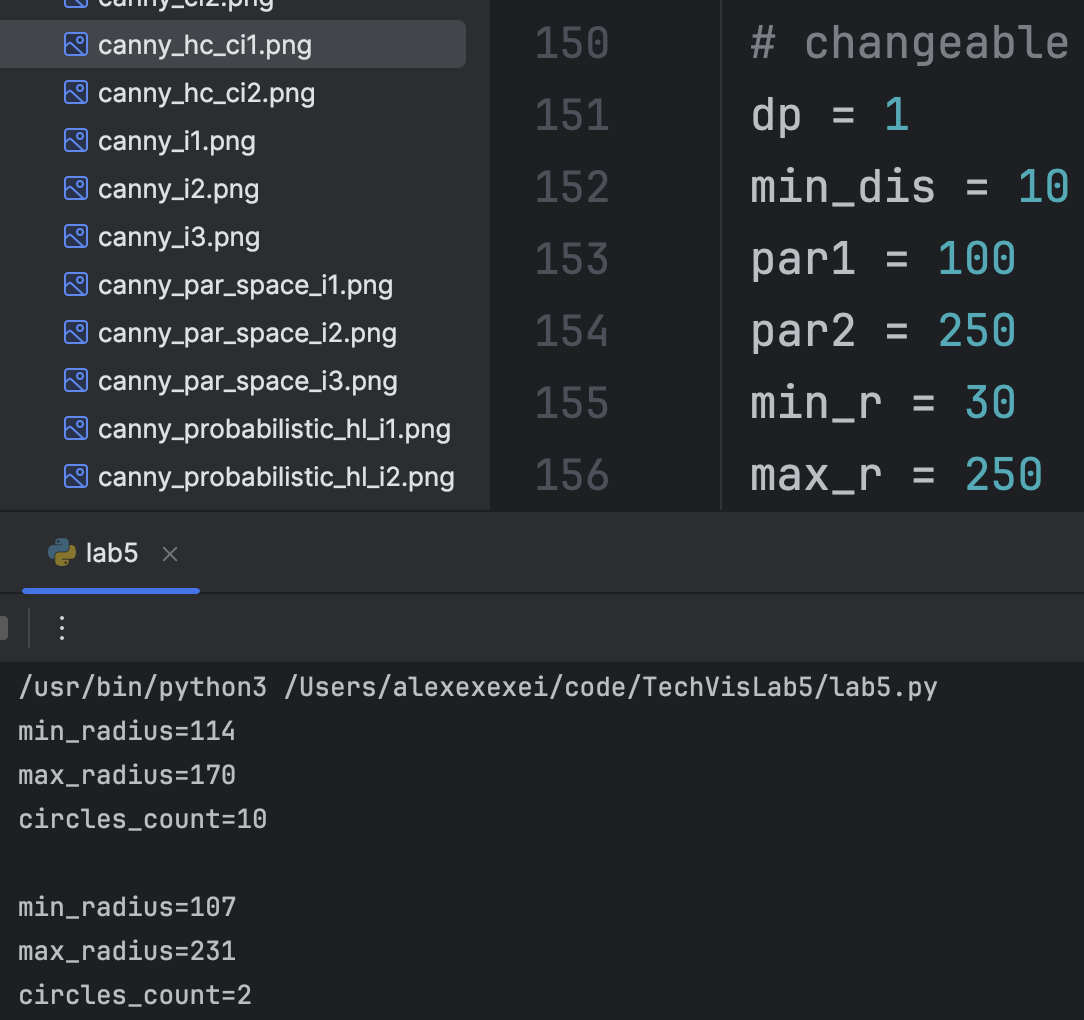 canny_ci2.png
canny_hc_ci1.png
canny_hc_ci2.png
canny_i1.png
canny_i2.png
canny_i3.png
canny_par_space_i1.png
canny_par_space_i2.png
canny_par_space_i3.png
canny_probabilistic_hl_i1.png
canny_probabilistic_hl_i2.png
150 # changeable
151 dp = 1
152 min_dis = 10
153 par1 = 100
154 par2 = 250
155 min_r = 30
156 max_r = 250
lab5
/usr/bin/python3 /Users/alexexexei/code/TechVisLab5/lab5.py
min_radius=114
max_radius=170
circles_count=10
min_radius=107
max_radius=231
circles_count=2